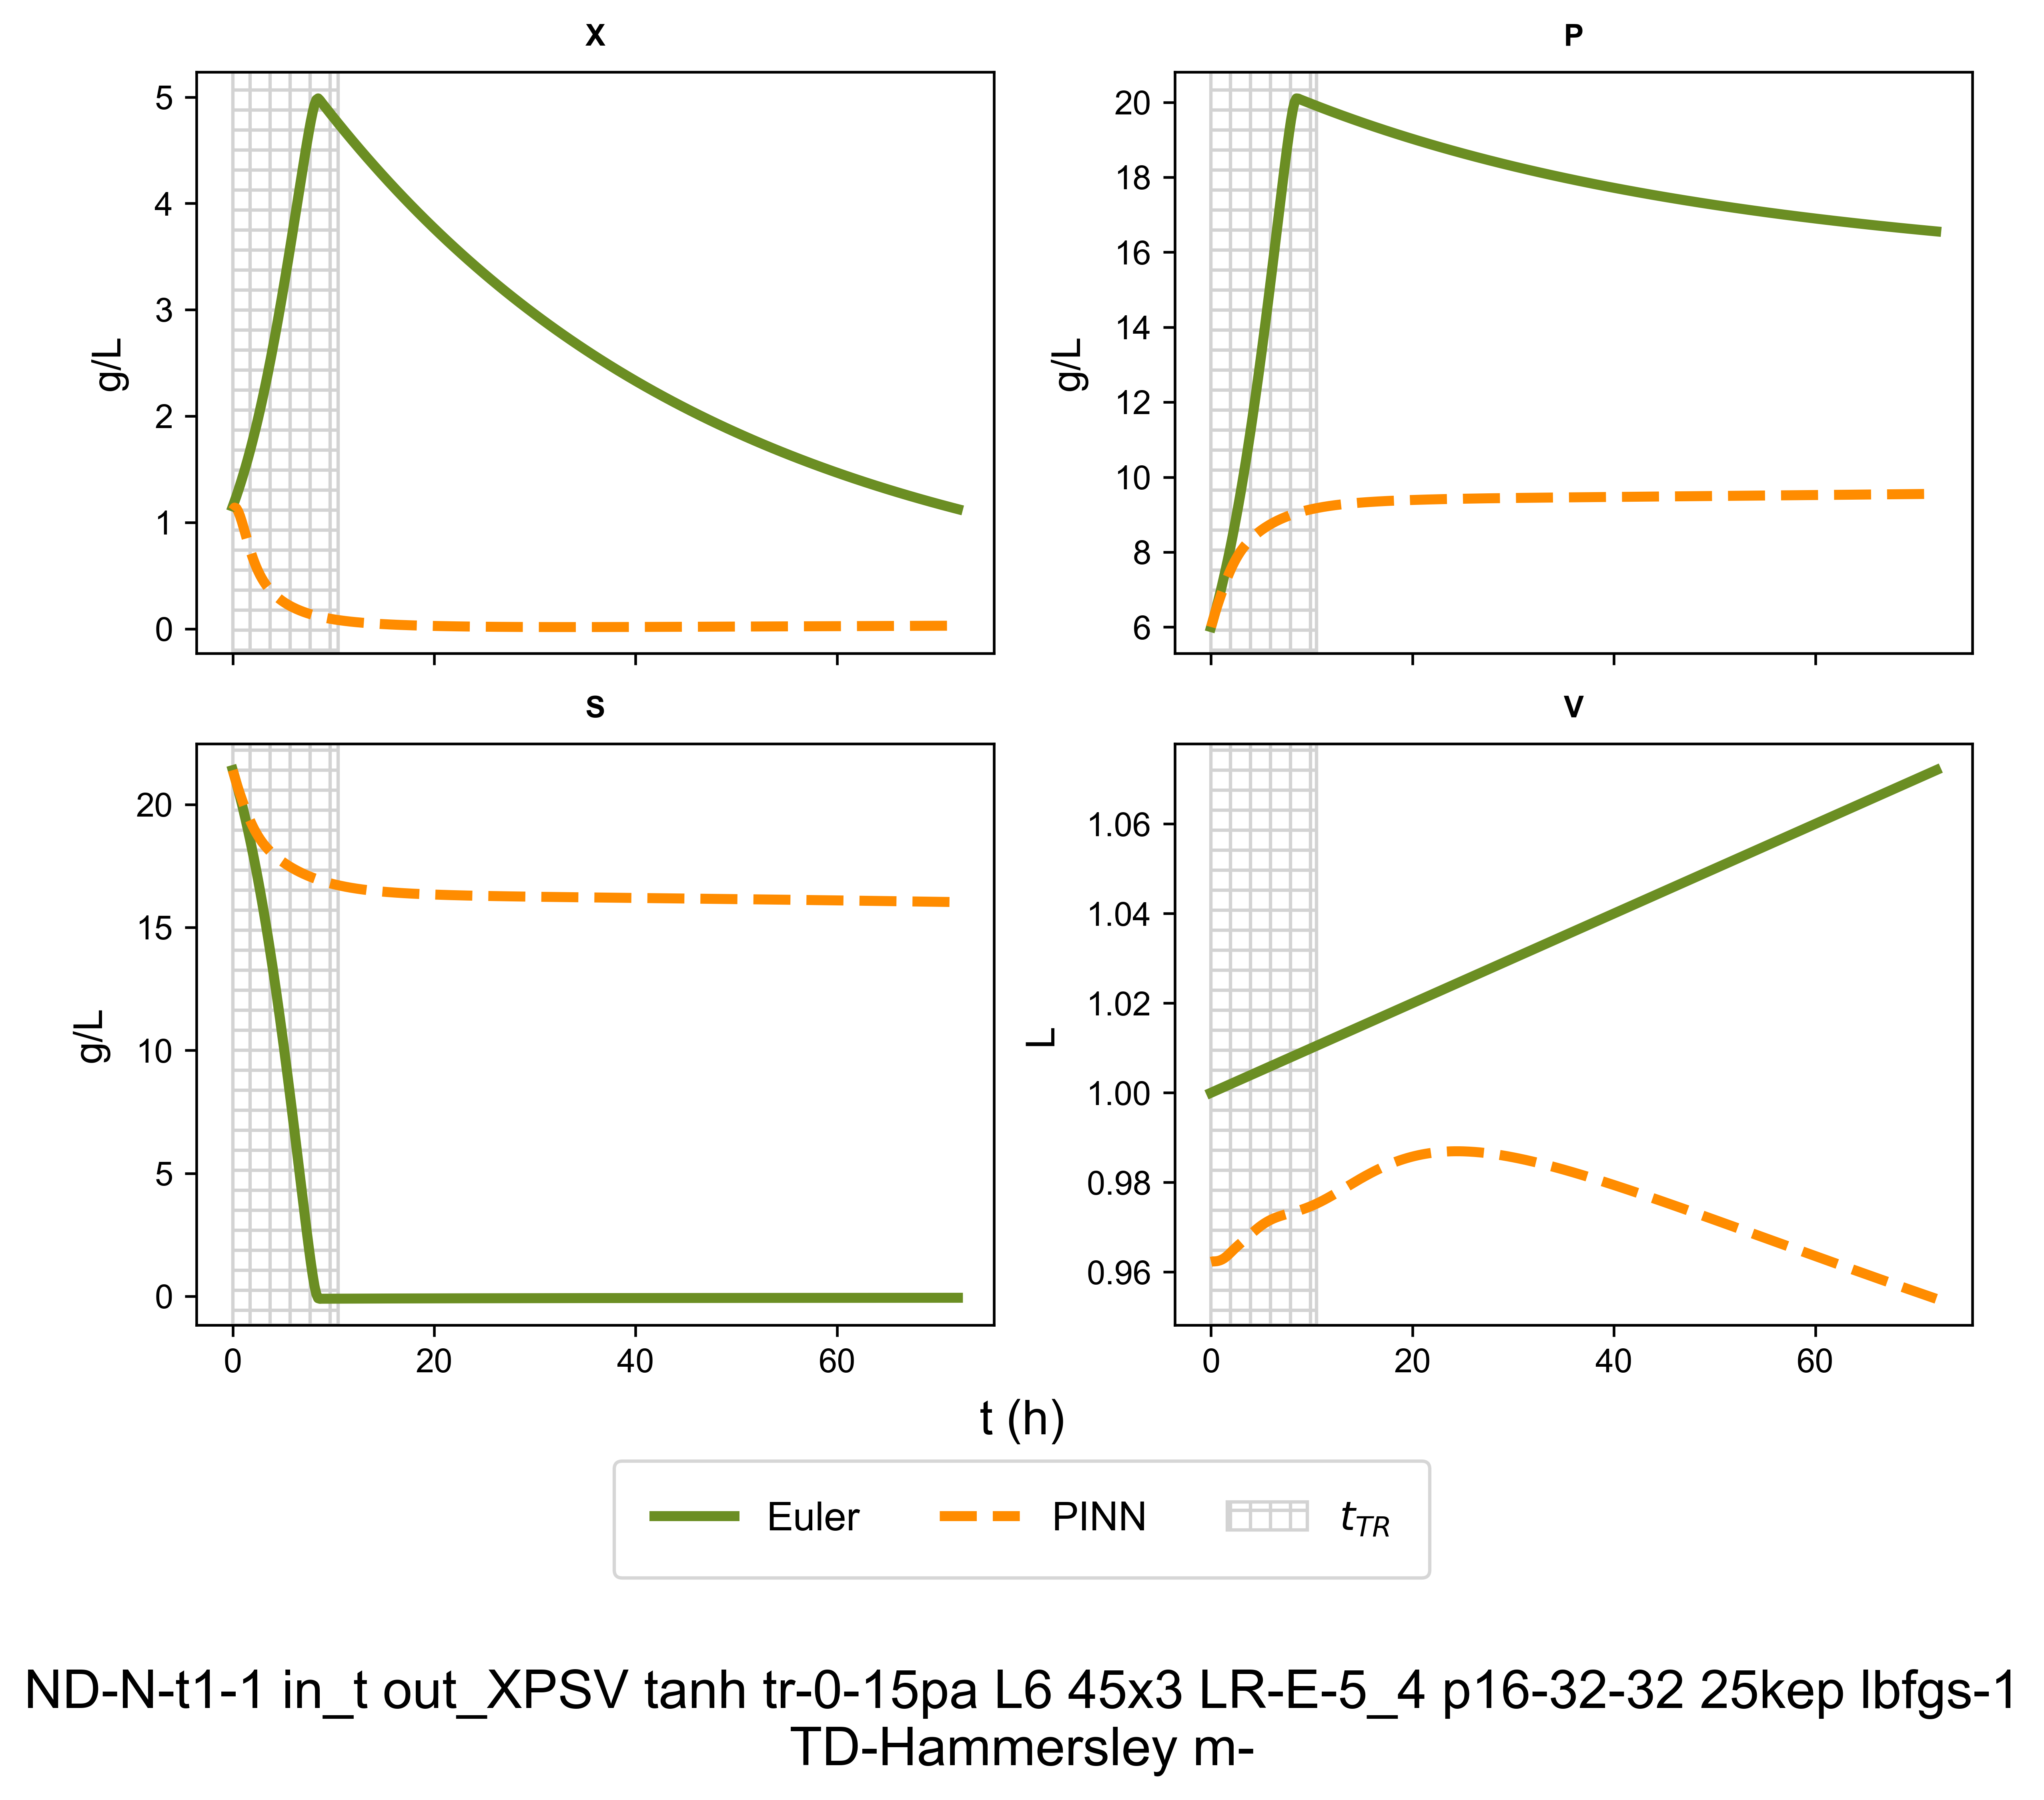 X
P
5
4
3
2
1
0
g/L
20
18
16
14
12
10
8
6
g/L
S
V
20
15
10
5
0
g/L
1.06
1.04
1.02
1.00
0.98
0.96
L
0 20 40 60
0 20 40 60
t (h)
Euler PINN tTR
ND-N-t1-1 in_t out_XPSV tanh tr-0-15pa L6 45x3 LR-E-5_4 p16-32-32 25kep lbfgs-1
TD-Hammersley m-